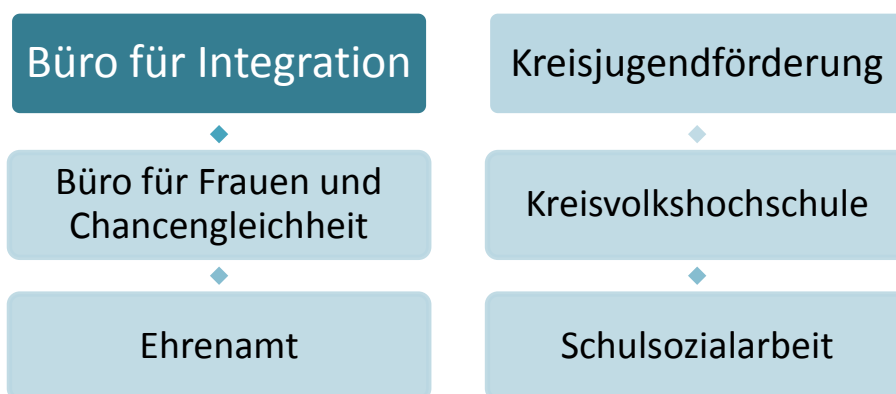 Büro für Integration
Büro für Frauen und
Chancengleichheit
Ehrenamt
Kreisjugendförderung
Kreisvolkshochschule
Schulsozialarbeit